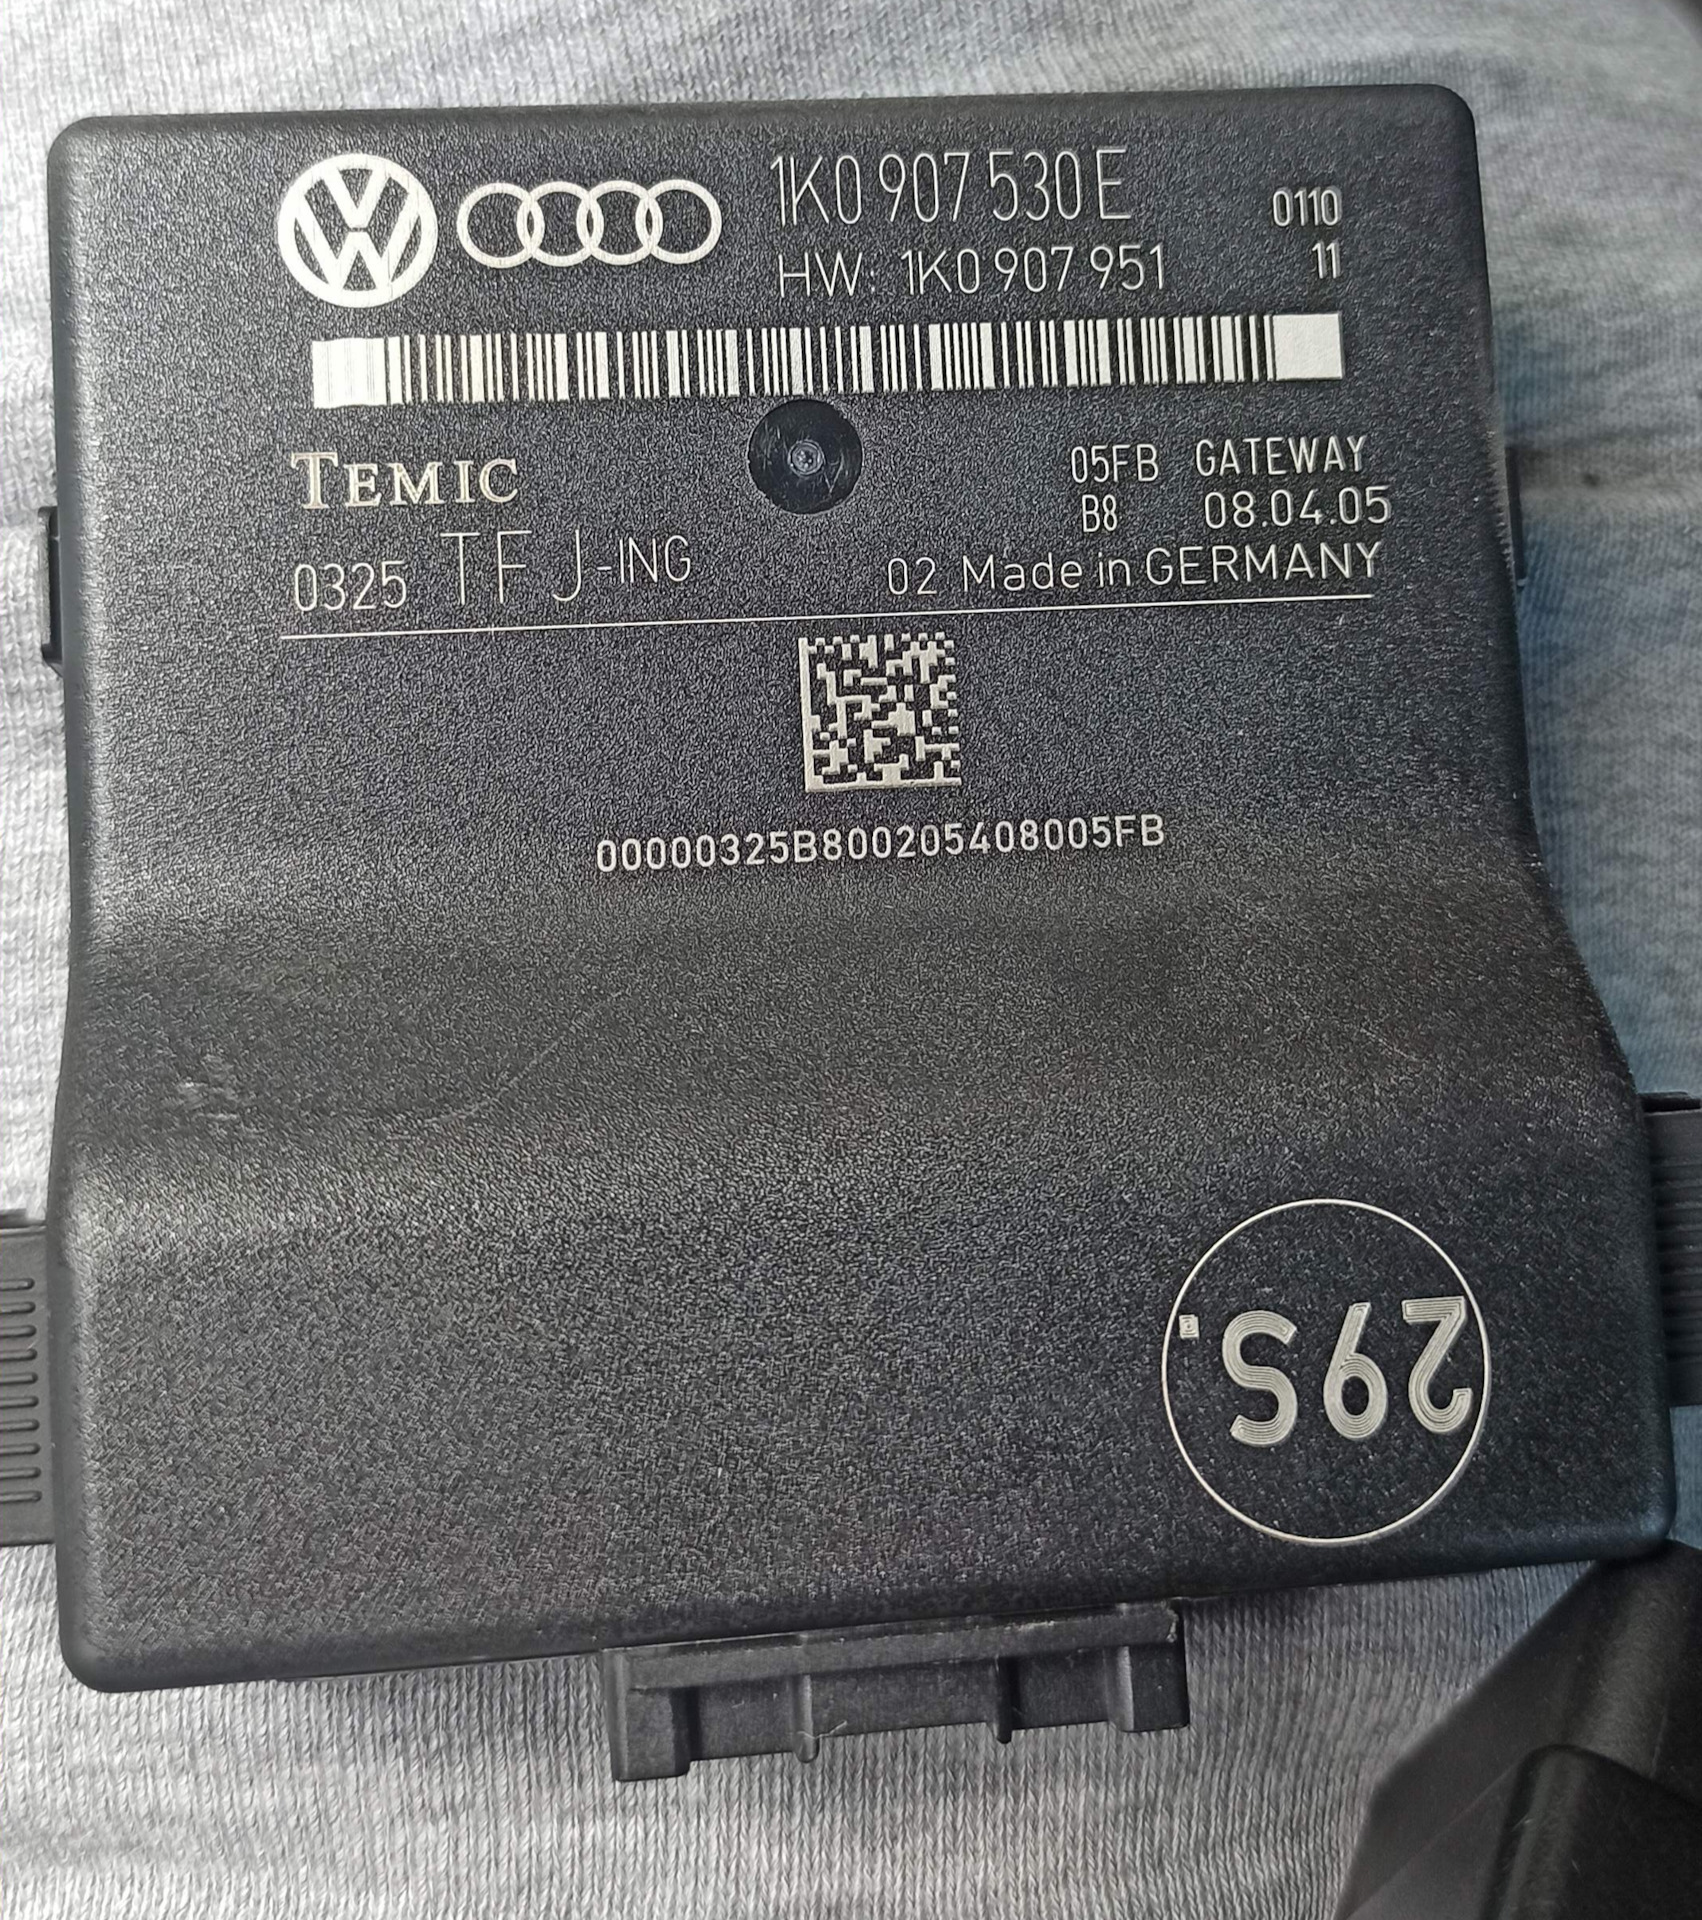 1K0 907 530 E
HW: 1K0 907 951
0110
11
TEMIC
05FB GATEWAY
B8 08.04.05
0325 TF J-ING
02 Made in GERMANY
00000325B800205408005FB
29S.